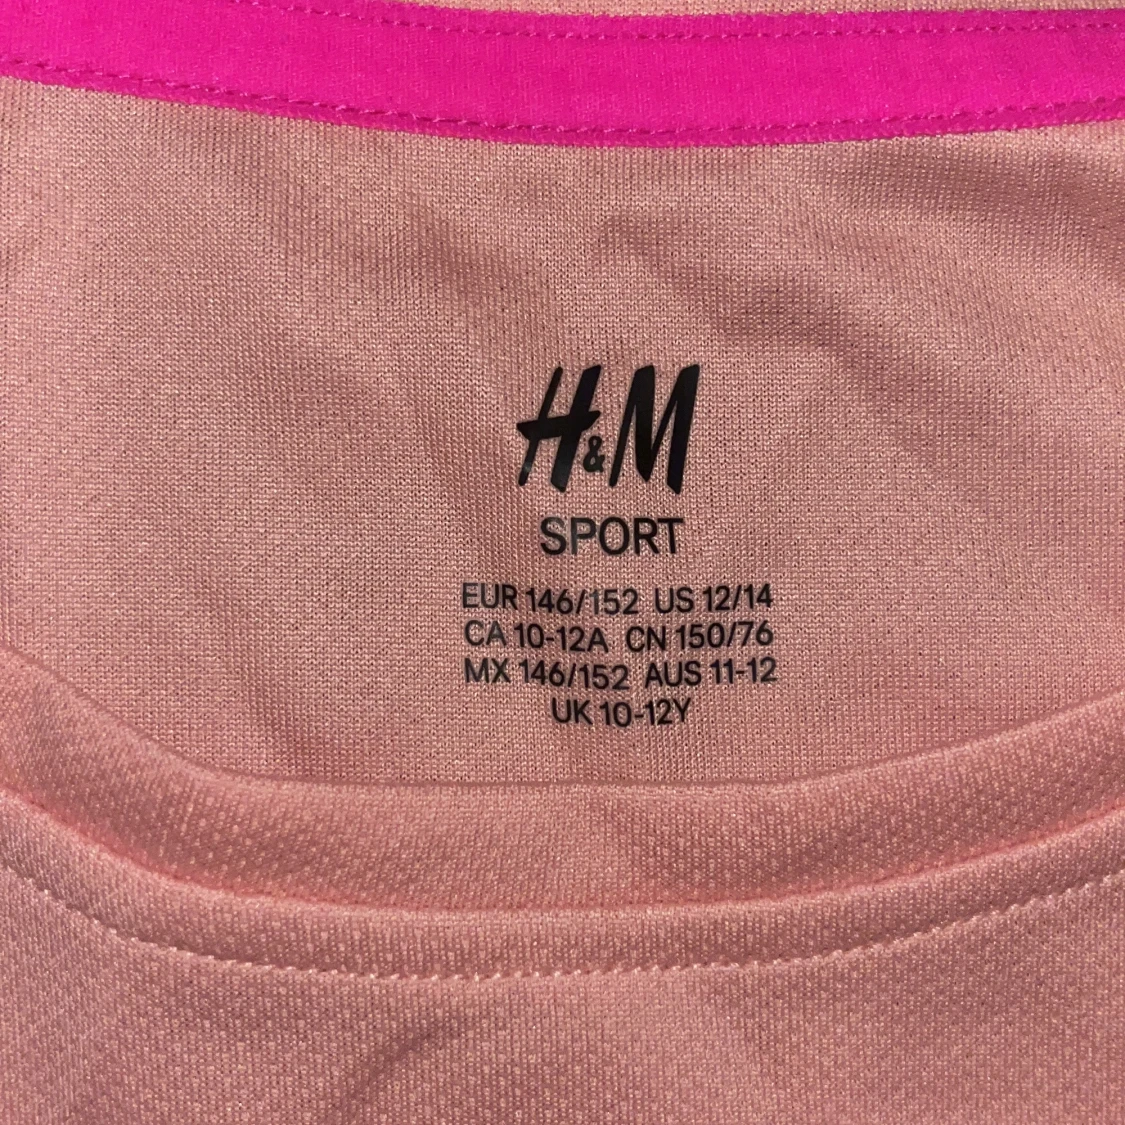 H&M
SPORT
EUR 146/152 US 12/14
CA 10-12A CN 150/76
MX 146/152 AUS 11-12
UK 10-12Y